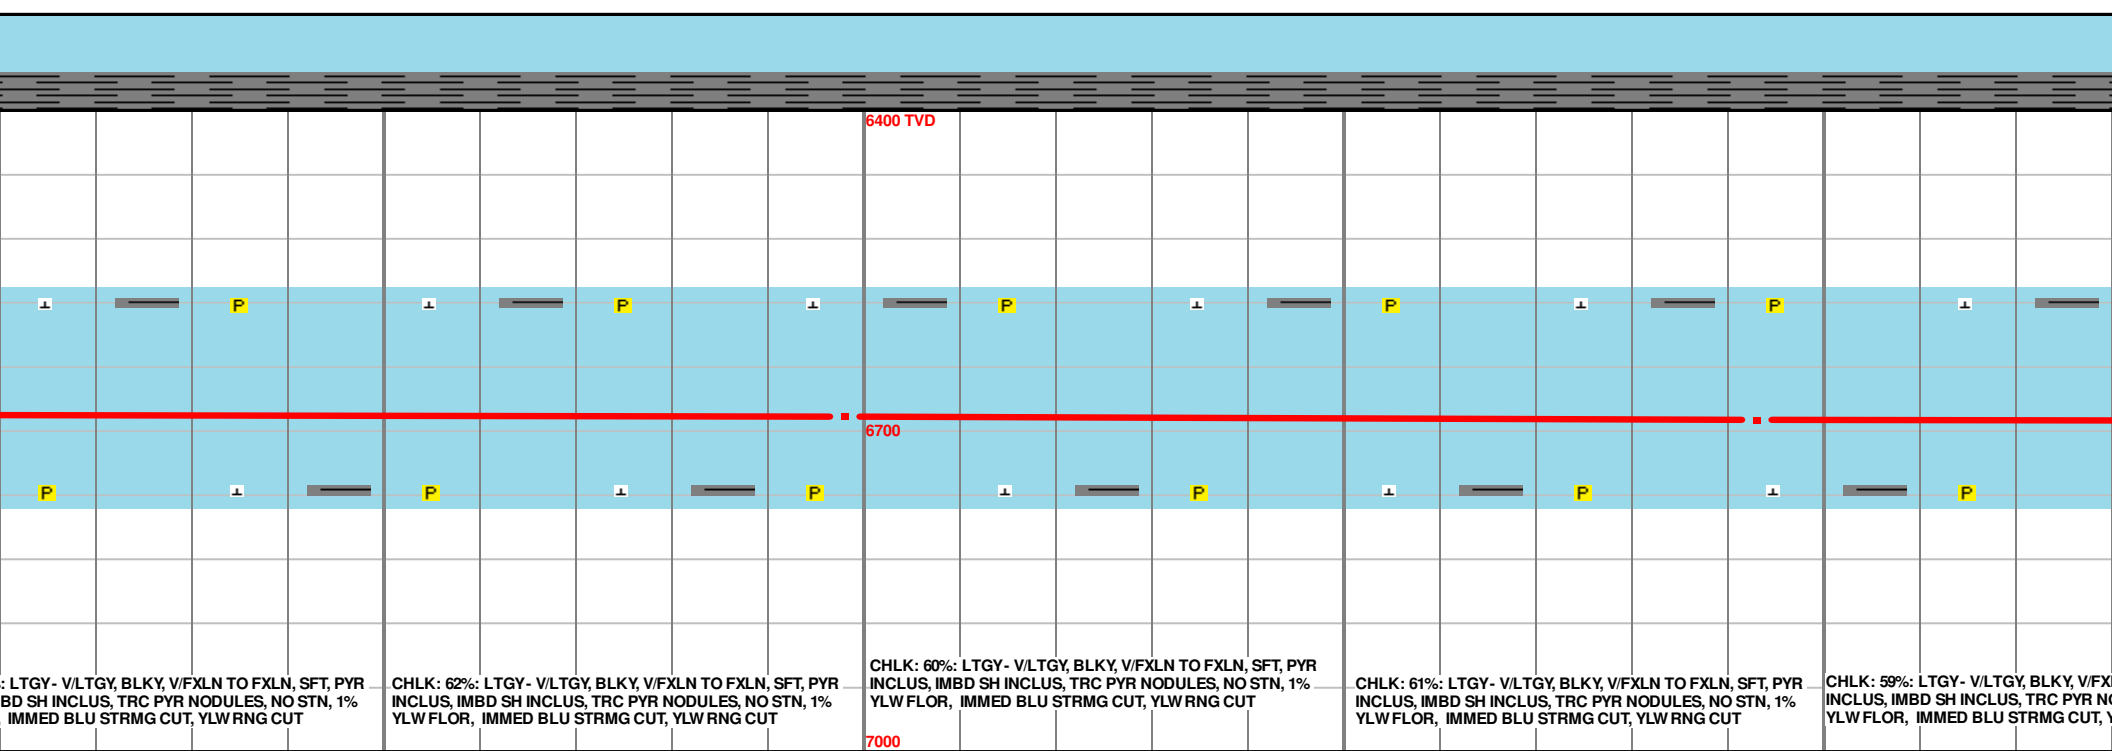 6400 TVD
P
P
P
P
P
6700
P
P
P
P
P
P
: LTGY- V/LTGY, BLKY, V/FXLN TO FXLN, SFT, PYR
BD SH INCLUS, TRC PYR NODULES, NO STN, 1%
, IMMED BLU STRMG CUT, YLW RNG CUT
CHLK: 62%: LTGY- V/LTGY, BLKY, V/FXLN TO FXLN, SFT, PYR
INCLUS, IMBD SH INCLUS, TRC PYR NODULES, NO STN, 1%
YLW FLOR, IMMED BLU STRMG CUT, YLW RNG CUT
CHLK: 60%: LTGY- V/LTGY, BLKY, V/FXLN TO FXLN, SFT, PYR
INCLUS, IMBD SH INCLUS, TRC PYR NODULES, NO STN, 1%
YLW FLOR, IMMED BLU STRMG CUT, YLW RNG CUT
CHLK: 61%: LTGY- V/LTGY, BLKY, V/FXLN TO FXLN, SFT, PYR
INCLUS, IMBD SH INCLUS, TRC PYR NODULES, NO STN, 1%
YLW FLOR, IMMED BLU STRMG CUT, YLW RNG CUT
CHLK: 59%: LTGY- V/LTGY, BLKY, V/FX
INCLUS, IMBD SH INCLUS, TRC PYR N
YLW FLOR, IMMED BLU STRMG CUT, Y
7000